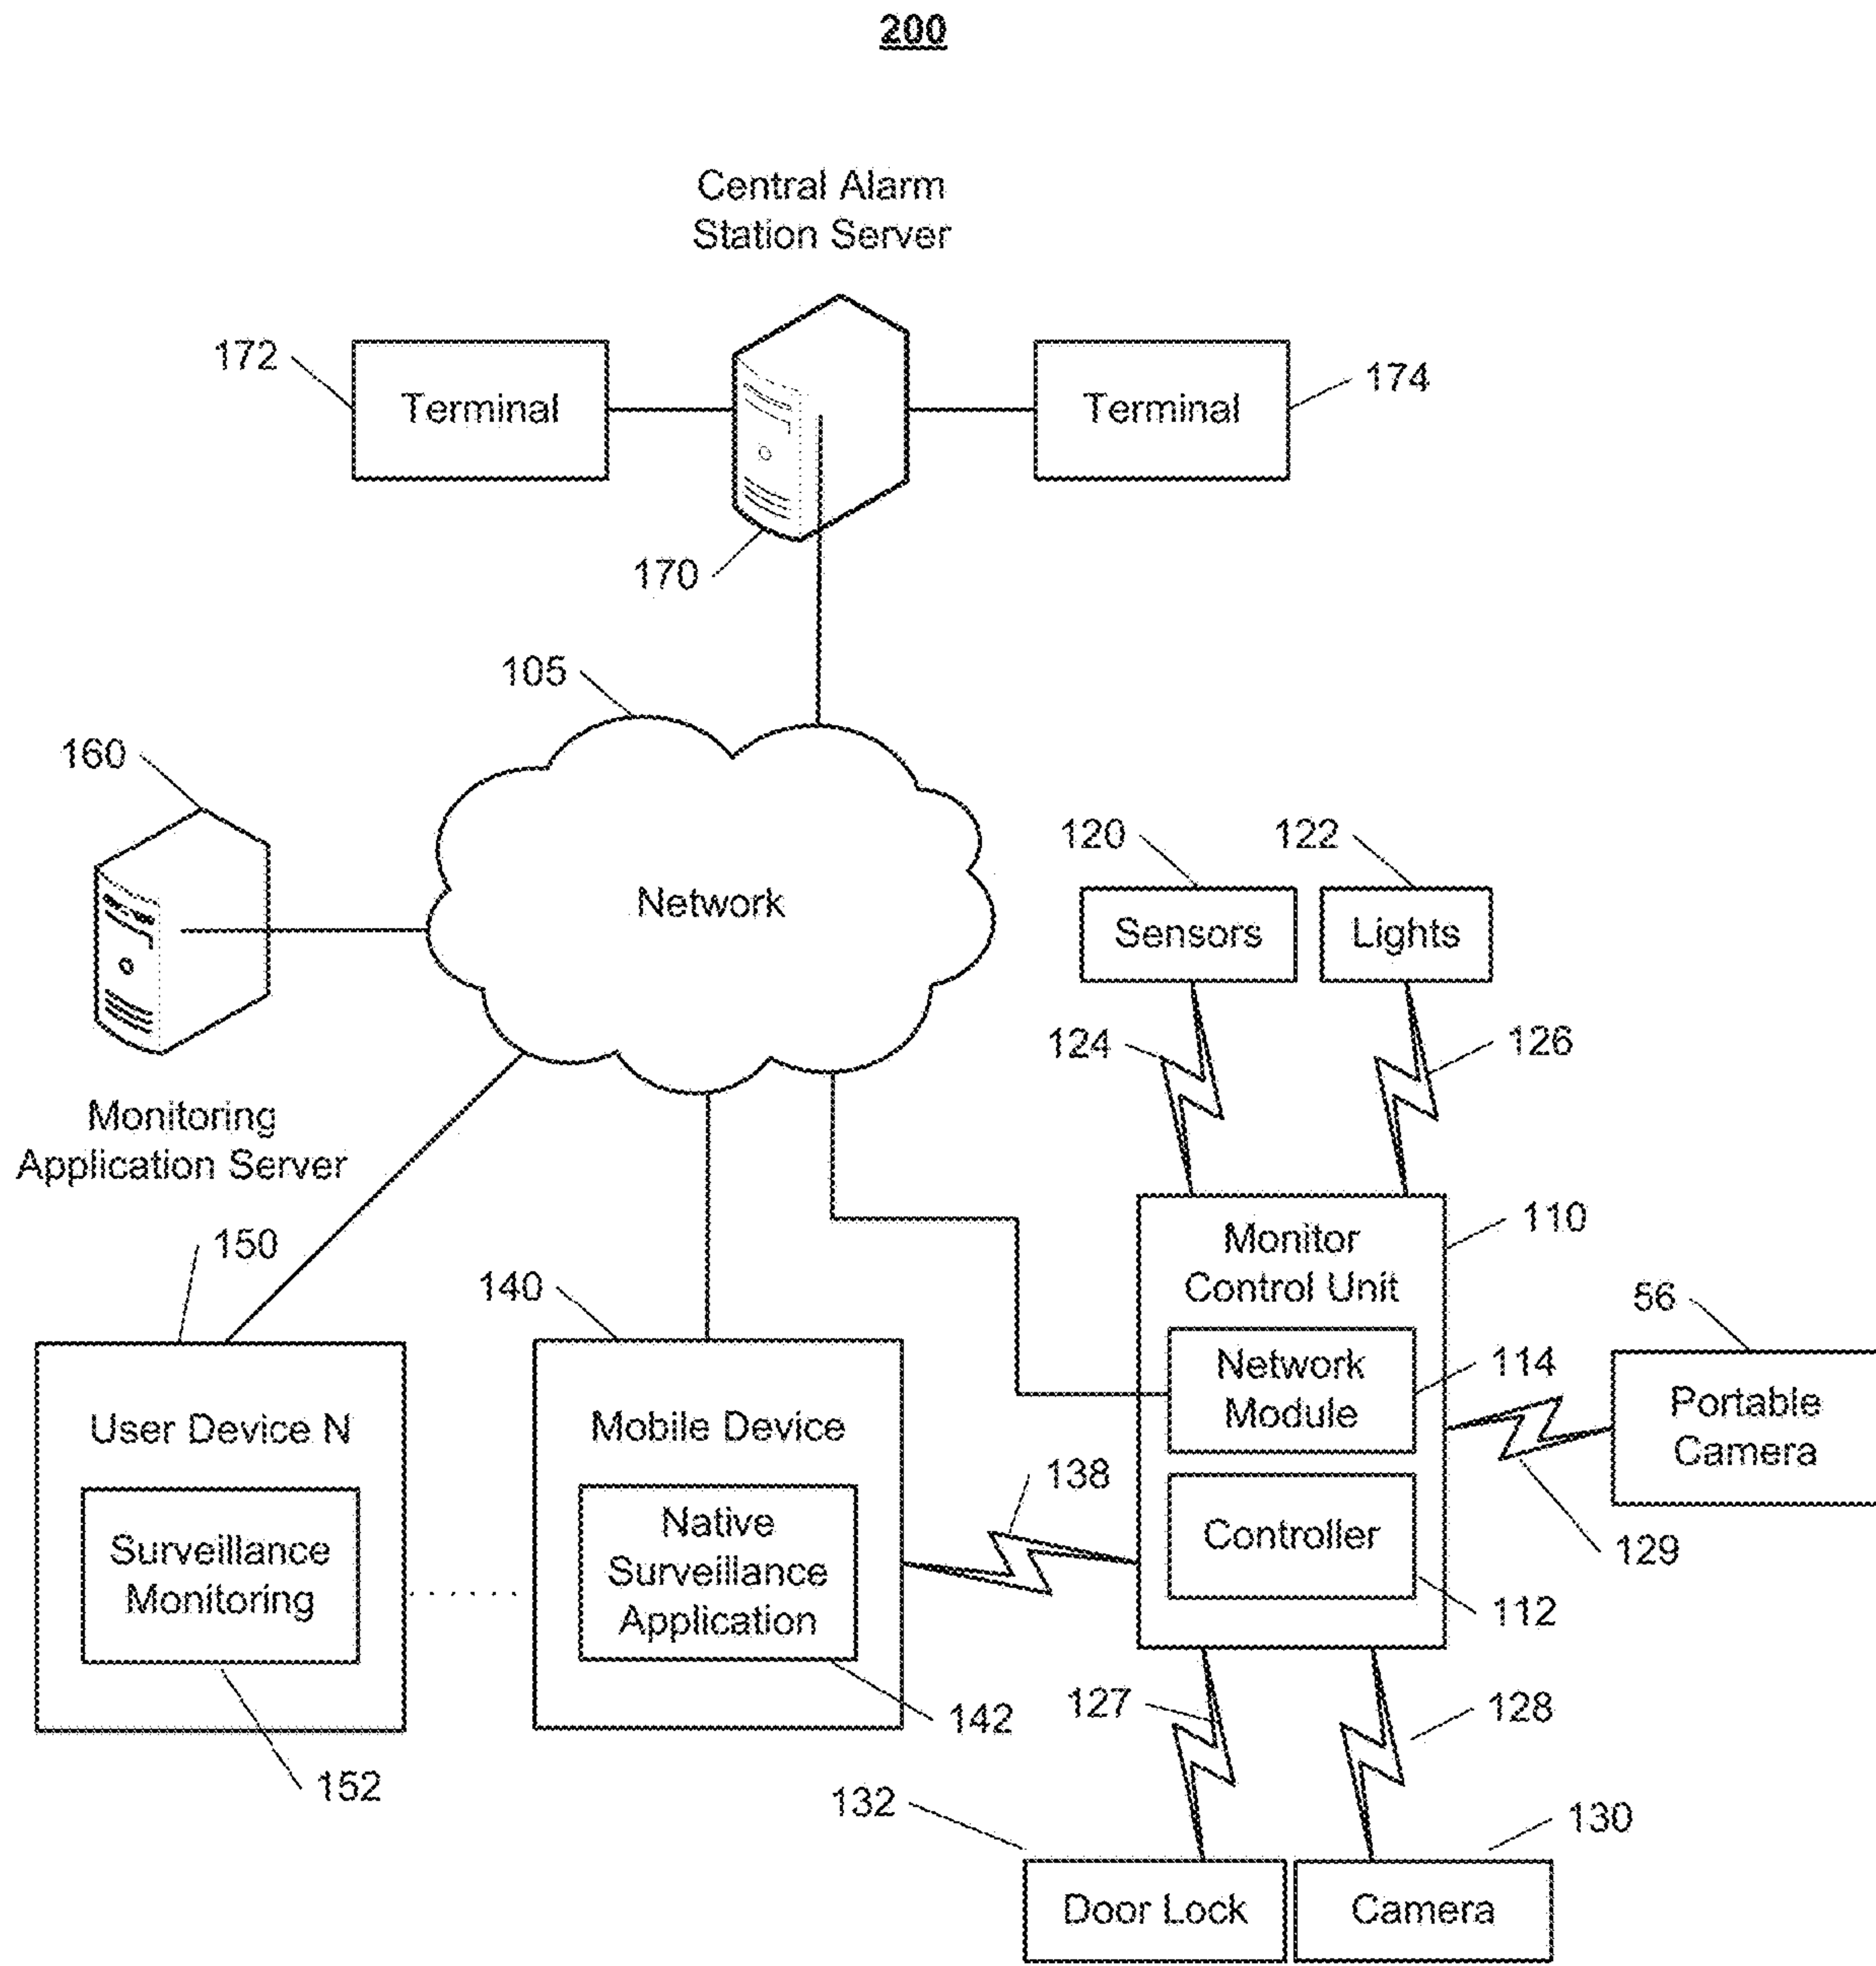 200
Central Alarm
Station Server
172
Terminal
Terminal
174
170
105
160
Network
120
122
Sensors
Lights
124
126
Monitoring
Application Server
150
140
Monitor
Control Unit
110
56
Network
Module
114
Portable
Camera
User Device N
Mobile Device
138
129
Surveillance
Monitoring
Native
Surveillance
Application
Controller
112
142
152
127
128
132
130
Door Lock
Camera